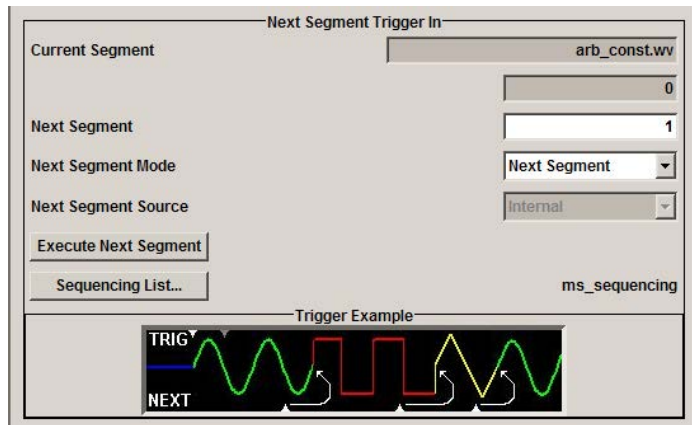 Next Segment Trigger In
Current Segment arb_const.wv
0
Next Segment 1
Next Segment Mode Next Segment
Next Segment Source Internal
Execute Next Segment
Sequencing List... ms_sequencing
Trigger Example
TRIG
NEXT